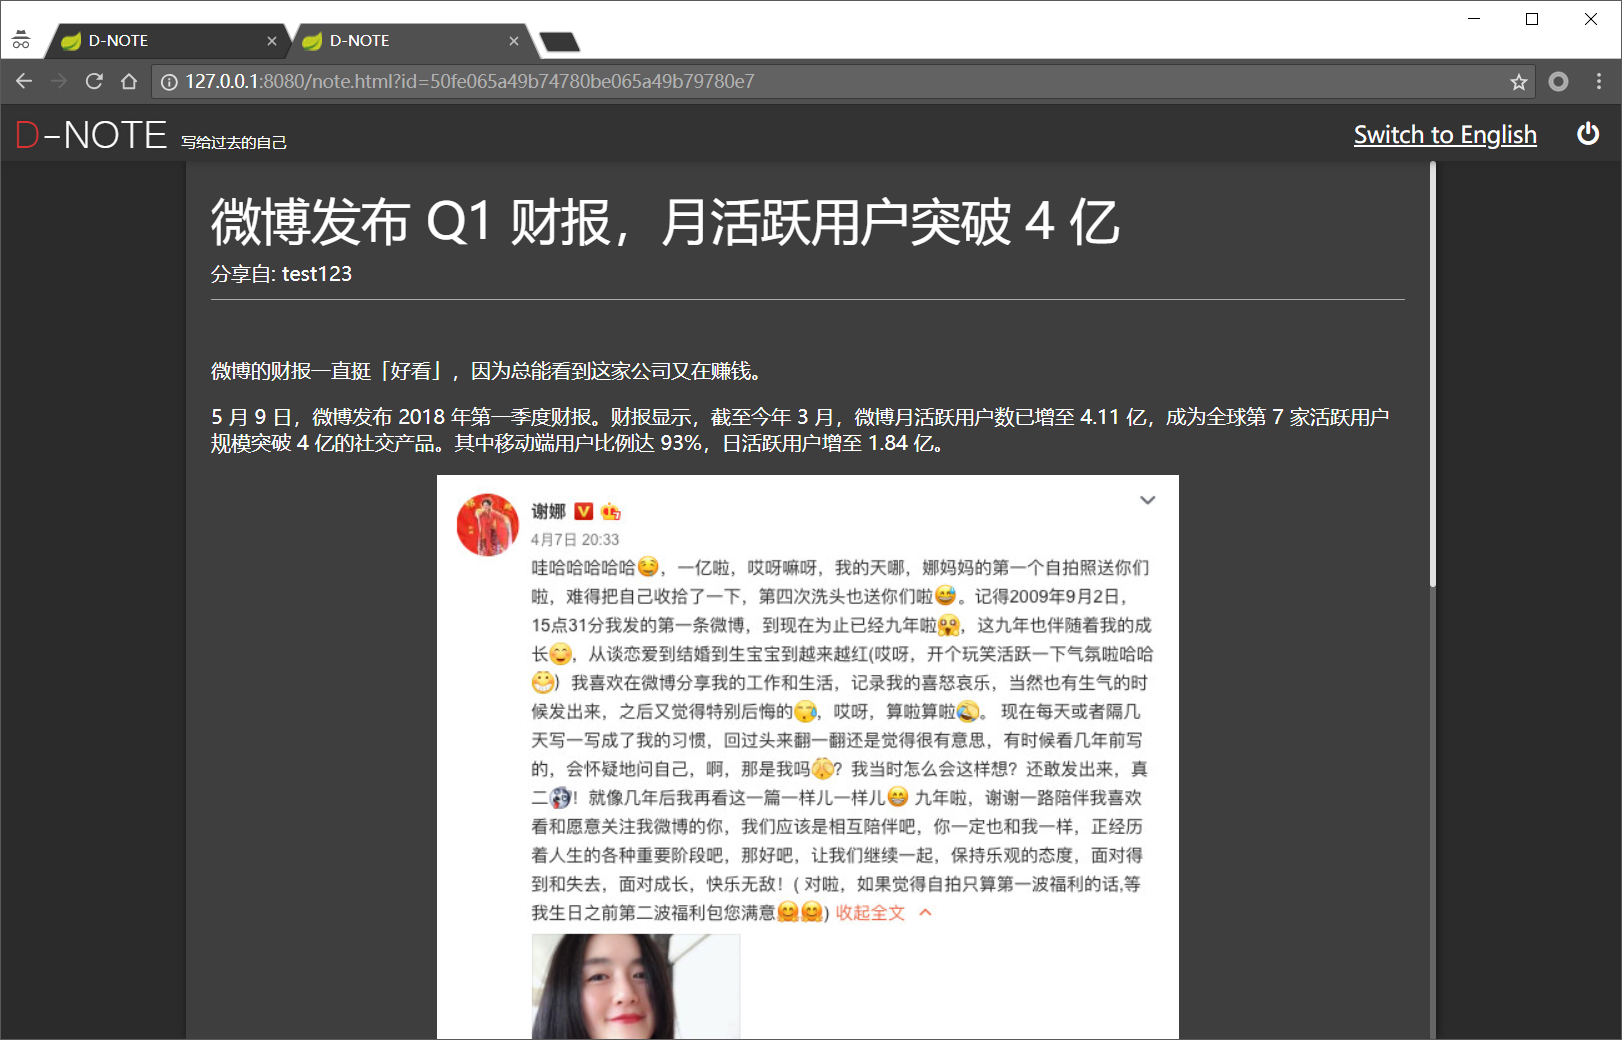 D-NOTE
D-NOTE
127.0.0.1:8080/note.html?id=50fe065a49b74780be065a49b79780e7
D-NOTE 写给过去的自己
Switch to English
微博发布 Q1 财报，月活跃用户突破 4 亿
分享自: test123
微博的财报一直挺「好看」，因为总能看到这家公司又在赚钱。
5 月 9 日，微博发布 2018 年第一季度财报。财报显示，截至今年 3 月，微博月活跃用户数已增至 4.11 亿，成为全球第 7 家活跃用户
规模突破 4 亿的社交产品。其中移动端用户比例达 93%，日活跃用户增至 1.84 亿。
谢娜
4月7日 20:33
哇哈哈哈哈哈😂，一亿啦，哎呀嘛呀，我的天哪，娜妈妈的第一个自拍照送你们
啦，难得把自己收拾了一下，第四次洗头也送你们啦😅。记得2009年9月2日，
15点31分我发的第一条微博，到现在为止已经九年啦😱，这九年也伴随着我的成
长😊，从谈恋爱到结婚到生宝宝到越来越红(哎呀，开个玩笑活跃一下气氛啦哈哈
😁）我喜欢在微博分享我的工作和生活，记录我的喜怒哀乐，当然也有生气的时
候发出来，之后又觉得特别后悔的😪，哎呀，算啦算啦。 现在每天或者隔几
天写一写成了我的习惯，回过头来翻一翻还是觉得很有意思，有时候看几年前写
的，会怀疑地问自己，啊，那是我吗？我当时怎么会这样想？还敢发出来，真
二！就像几年后我再看这一篇一样儿一样儿😁 九年啦，谢谢一路陪伴我喜欢
看和愿意关注我微博的你，我们应该是相互陪伴吧，你一定也和我一样，正经历
着人生的各种重要阶段吧，那好吧，让我们继续一起，保持乐观的态度，面对得
到和失去，面对成长，快乐无敌！( 对啦，如果觉得自拍只算第一波福利的话,等
我生日之前第二波福利包您满意🤗🤗) 收起全文